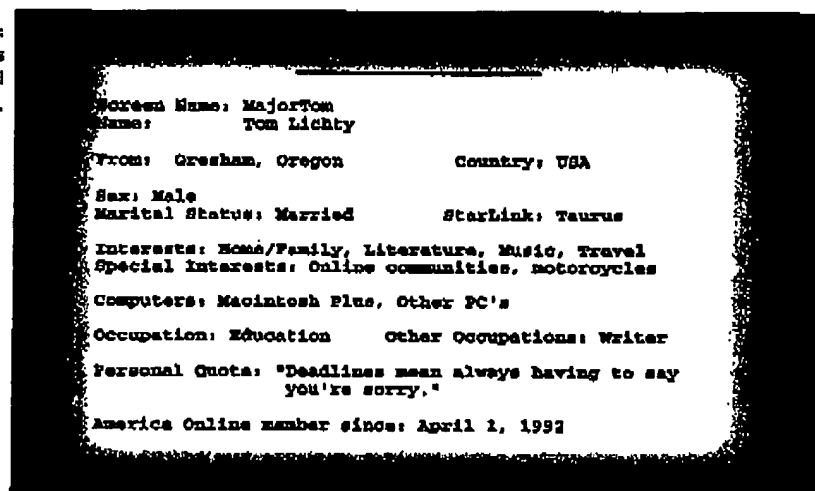 Screen Name: MajorTom
Name: Tom Lichty
From: Gresham, Oregon Country: USA
Sex: Male
Marital Status: Married StarLink: Taurus
Interests: Home/Family, Literature, Music, Travel
Special Interests: Online communities, motorcycles
Computers: Macintosh Plus, Other PC's
Occupation: Education Other Occupations: Writer
Personal Quote: "Deadlines mean always having to say
you're sorry."
America Online member since: April 1, 1992